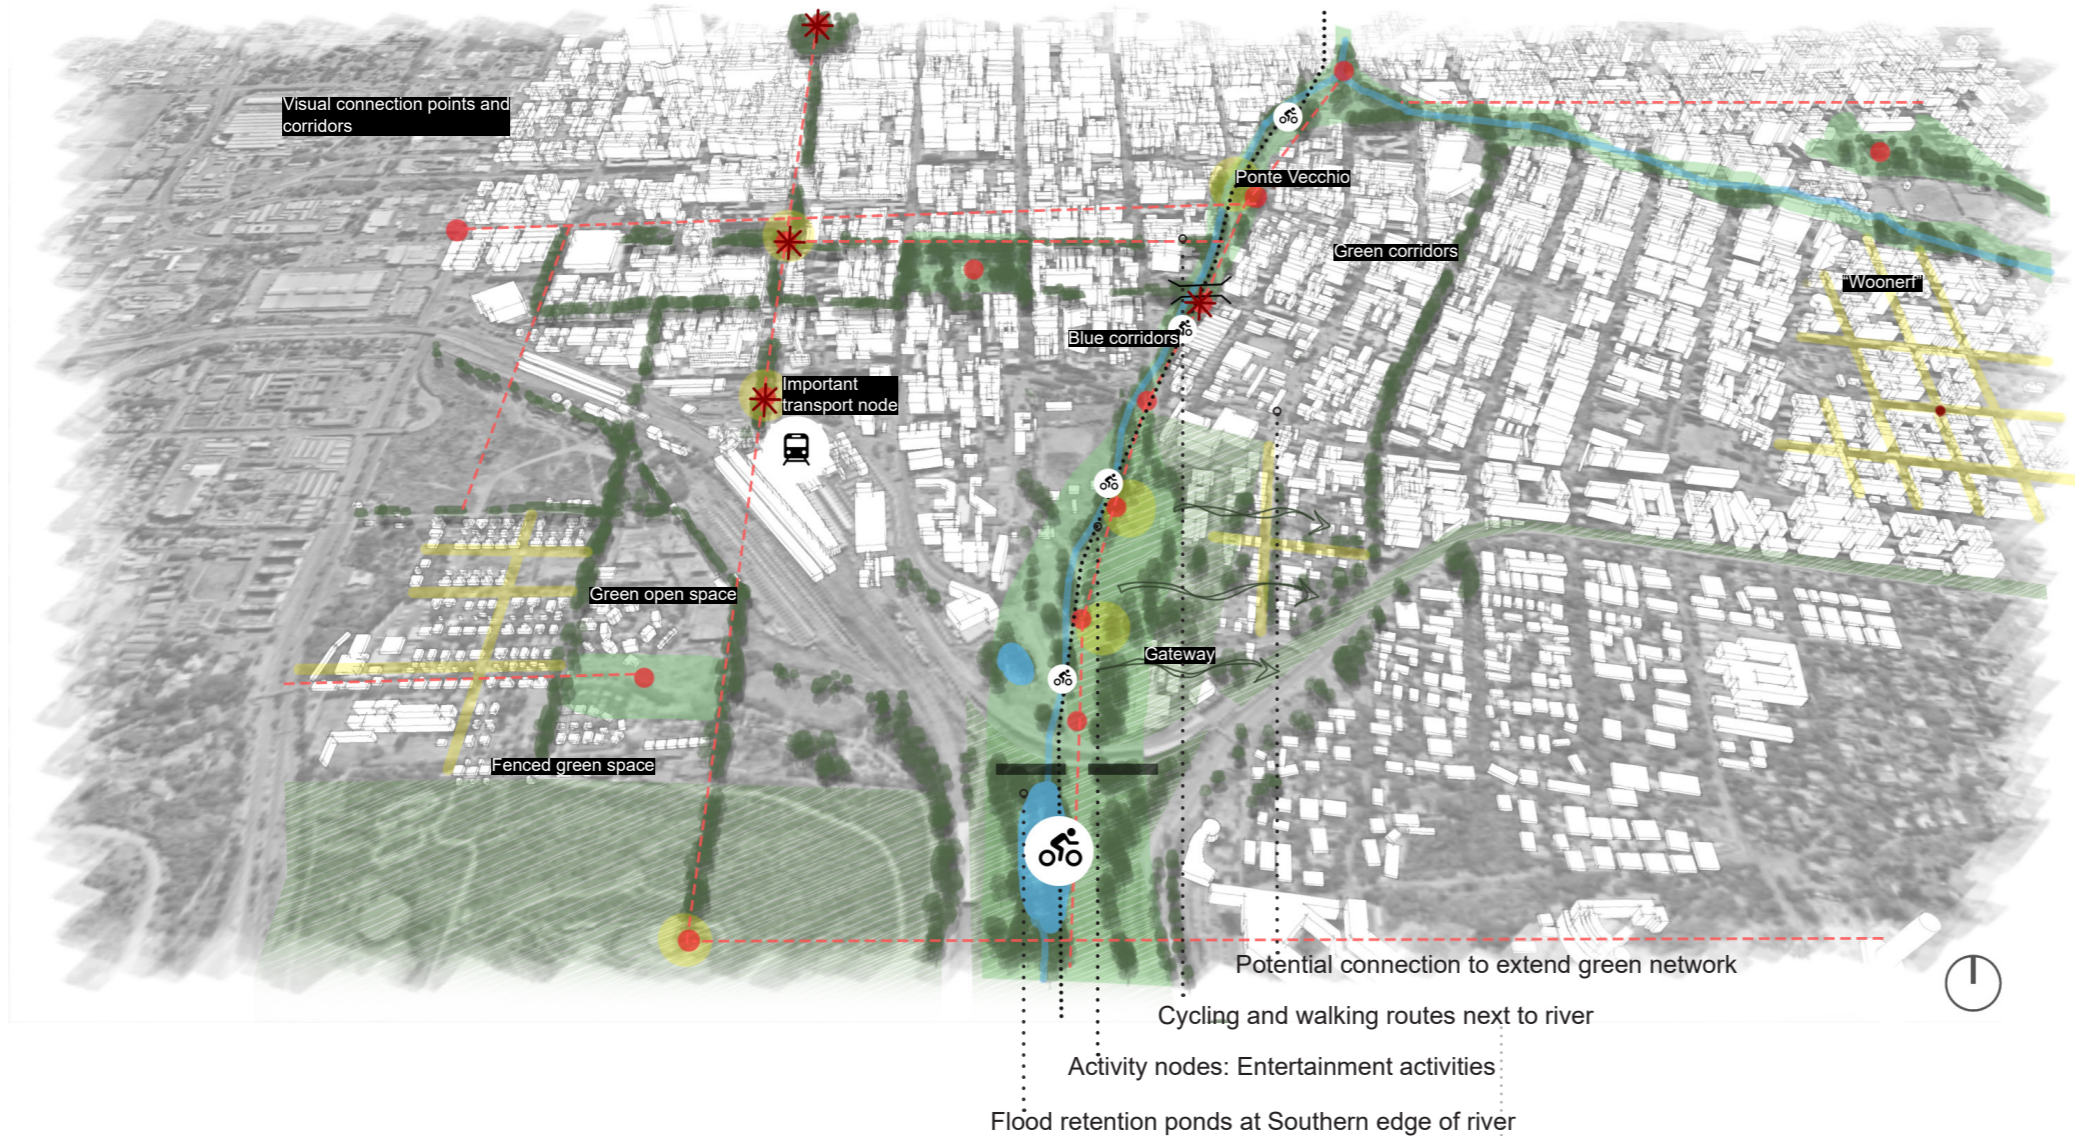 Visual connection points and
corridors
Ponte Vecchio
Green corridors
"Woonerf"
Blue corridors
Important
transport node
Green open space
Gateway
Fenced green space
Potential connection to extend green network
Cycling and walking routes next to river
Activity nodes: Entertainment activities
Flood retention ponds at Southern edge of river